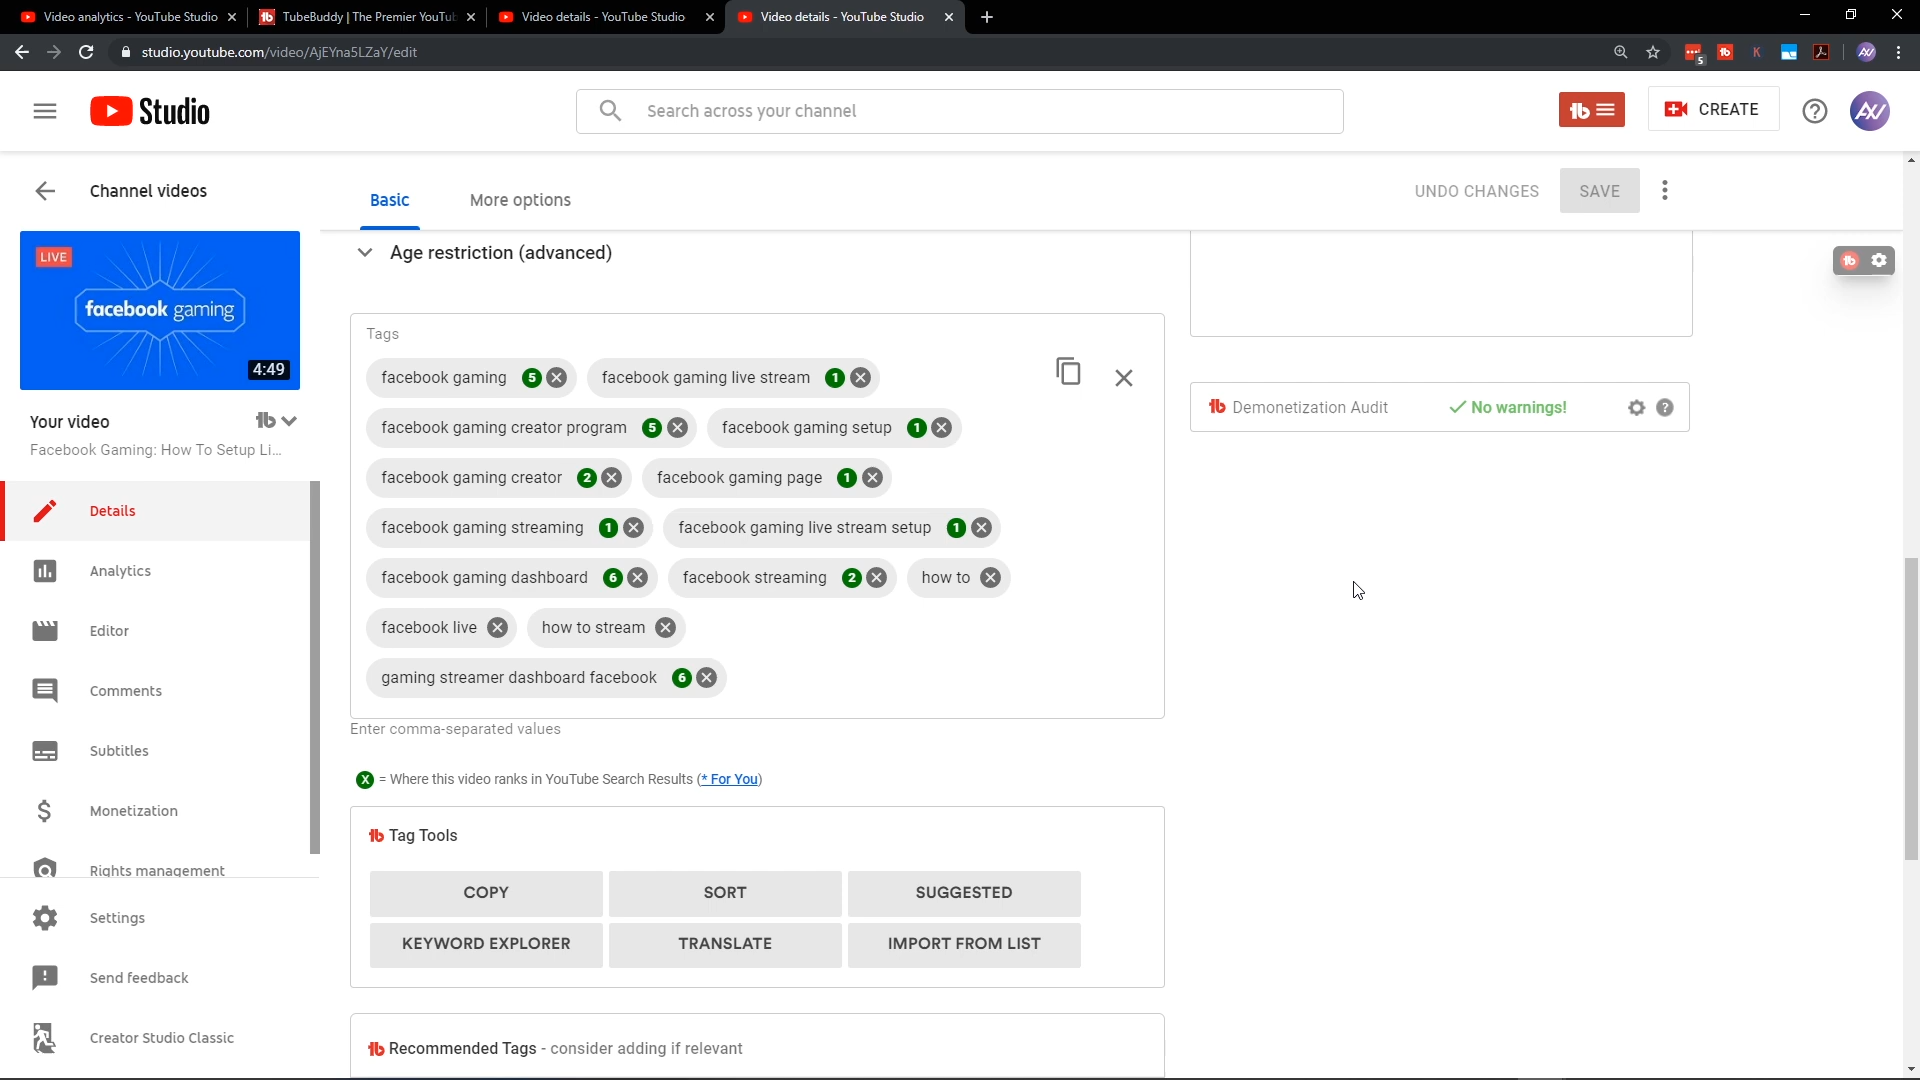 Video analytics - YouTube Studio
TubeBuddy | The Premier YouTub
Video details - YouTube Studio
Video details - YouTube Studio
studio.youtube.com/video/AjEYna5LZaY/edit
5
Studio
Search across your channel
CREATE
Channel videos
Basic
More options
UNDO CHANGES
SAVE
LIVE
facebook gaming
4:49
Your video
Facebook Gaming: How To Setup Li...
Details
Analytics
Editor
Comments
Subtitles
Monetization
Rights management
Settings
Send feedback
Creator Studio Classic
Age restriction (advanced)
Tags
facebook gaming 5 facebook gaming live stream 1
facebook gaming creator program 5 facebook gaming setup 1
facebook gaming creator 2 facebook gaming page 1
facebook gaming streaming 1 facebook gaming live stream setup 1
facebook gaming dashboard 6 facebook streaming 2 how to
facebook live how to stream
gaming streamer dashboard facebook 6
Enter comma-separated values
X = Where this video ranks in YouTube Search Results (* For You)
Tag Tools
COPY SORT SUGGESTED
KEYWORD EXPLORER TRANSLATE IMPORT FROM LIST
Recommended Tags - consider adding if relevant
Demonetization Audit No warnings!